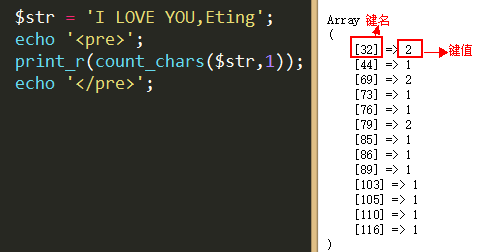 $str = 'I LOVE YOU,Eting';
echo '<pre>';
print_r(count_chars($str,1));
echo '</pre>';
Array 键名
(
[32] => 2 键值
[44] => 1
[69] => 2
[73] => 1
[76] => 1
[79] => 2
[85] => 1
[86] => 1
[89] => 1
[103] => 1
[105] => 1
[110] => 1
[116] => 1
)